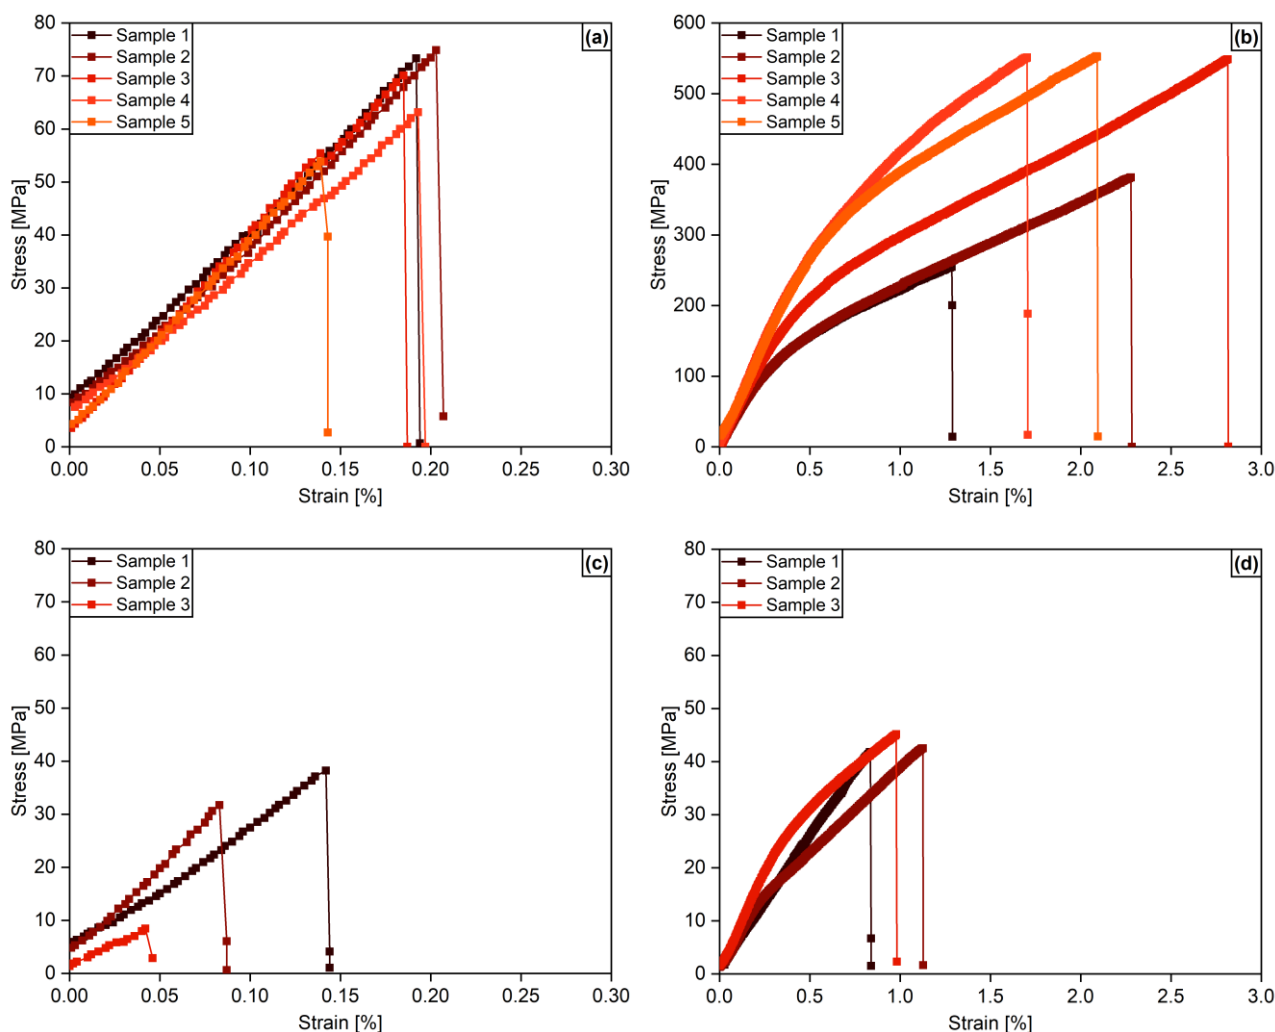 80
70
60
50
40
30
20
10
0
Stress [MPa]
Sample 1
Sample 2
Sample 3
Sample 4
Sample 5
(a)
0.00 0.05 0.10 0.15 0.20 0.25 0.30
Strain [%]
600
500
400
300
200
100
0
Stress [MPa]
Sample 1
Sample 2
Sample 3
Sample 4
Sample 5
(b)
0.0 0.5 1.0 1.5 2.0 2.5 3.0
Strain [%]
80
70
60
50
40
30
20
10
0
Stress [MPa]
Sample 1
Sample 2
Sample 3
(c)
0.00 0.05 0.10 0.15 0.20 0.25 0.30
Strain [%]
80
70
60
50
40
30
20
10
0
Stress [MPa]
Sample 1
Sample 2
Sample 3
(d)
0.0 0.5 1.0 1.5 2.0 2.5 3.0
Strain [%]